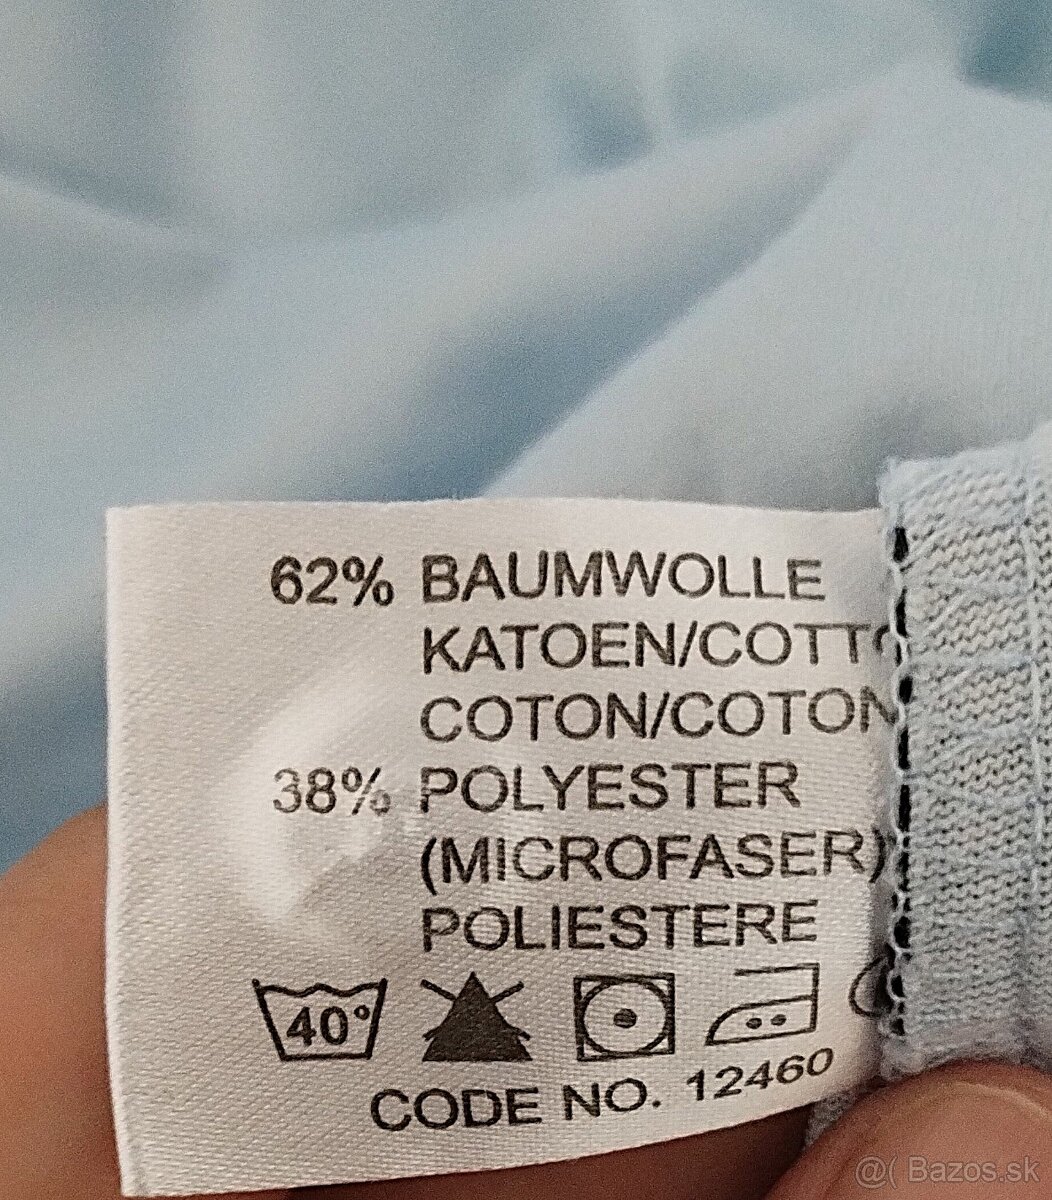 62% BAUMWOLLE
KATOEN/COTTO
COTON/COTON
38% POLYESTER
(MICROFASER)
POLIESTERE
40°
CODE NO. 12460
@( Bazos.sk